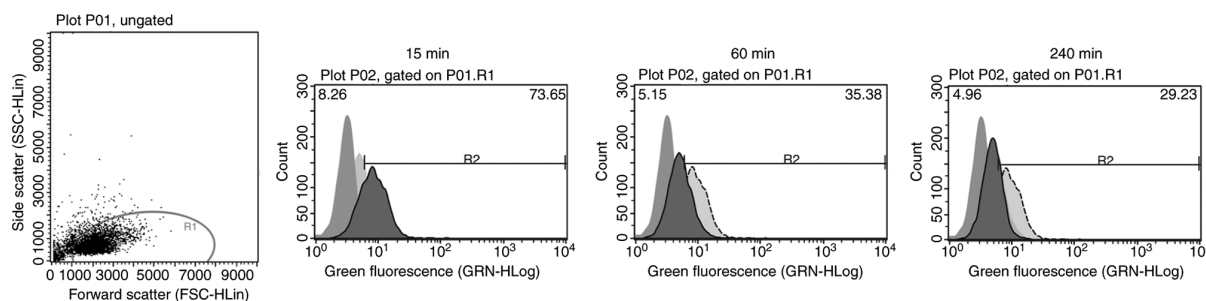 Plot P01, ungated
Side scatter (SSC-HLin)
9000
7000
5000
3000
1000
0
R1
0 1000 3000 5000 7000 9000
Forward scatter (FSC-HLin)
15 min
Plot P02, gated on P01.R1
Count
300
200
100
50
0
8.26 73.65
R2
10⁰ 10¹ 10² 10³ 10⁴
Green fluorescence (GRN-HLog)
60 min
Plot P02, gated on P01.R1
Count
300
200
100
50
0
5.15 35.38
R2
10⁰ 10¹ 10² 10³ 10⁴
Green fluorescence (GRN-HLog)
240 min
Plot P02, gated on P01.R1
Count
300
200
100
50
0
4.96 29.23
R2
10⁰ 10¹ 10² 10³ 10
Green fluorescence (GRN-HLog)